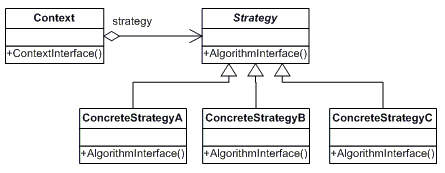 Context
strategy
Strategy
+ContextInterface()
+AlgorithmInterface()
ConcreteStrategyA
ConcreteStrategyB
ConcreteStrategyC
+AlgorithmInterface()
+AlgorithmInterface()
+AlgorithmInterface()